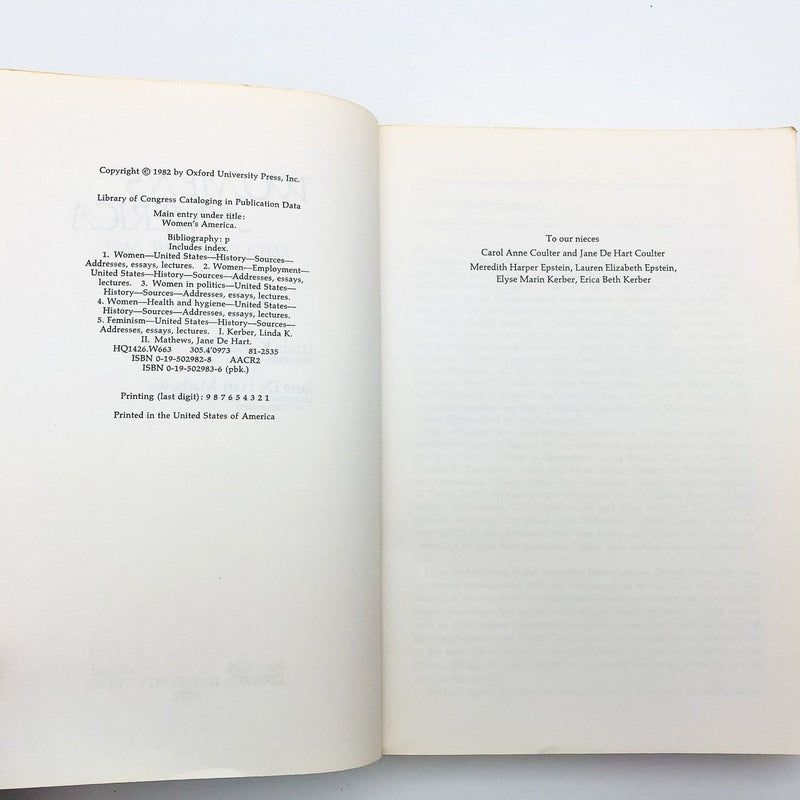 Copyright © 1982 by Oxford University Press, Inc.
Library of Congress Cataloging in Publication Data
Main entry under title:
Women's America.
Bibliography: p
Includes index.
1. Women—United States—History—Sources—
Addresses, essays, lectures. 2. Women—Employment—
United States—History—Sources—Addresses, essays,
lectures. 3. Women in politics—United States—
History—Sources—Addresses, essays, lectures.
4. Women—Health and hygiene—United States—
History—Sources—Addresses, essays, lectures.
5. Feminism—United States—History—Sources—
Addresses, essays, lectures. I. Kerber, Linda K.
II. Mathews, Jane De Hart.
HQ1426.W663 305.4'0973 81-2535
ISBN 0-19-502982-8 AACR2
ISBN 0-19-502983-6 (pbk.)
Printing (last digit): 9 8 7 6 5 4 3 2 1
Printed in the United States of America
To our nieces
Carol Anne Coulter and Jane De Hart Coulter
Meredith Harper Epstein, Lauren Elizabeth Epstein,
Elyse Marin Kerber, Erica Beth Kerber